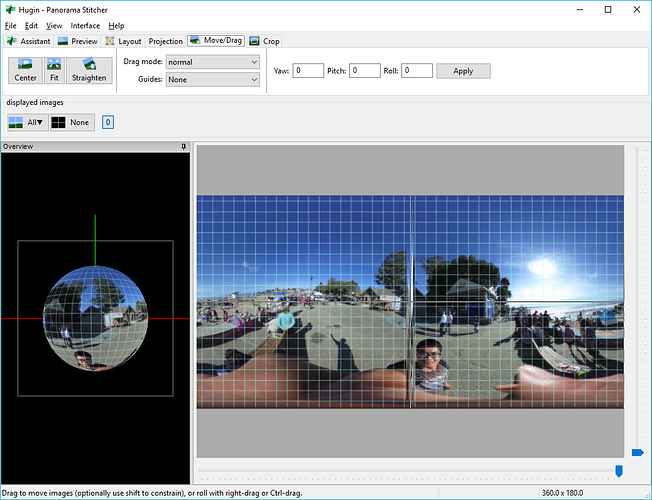 Hugin - Panorama Stitcher
File Edit View Interface Help
Assistant Preview Layout Projection Move/Drag Crop
Center Fit Straighten
Drag mode: normal
Guides: None
Yaw: 0 Pitch: 0 Roll: 0 Apply
displayed images
All▼ None 0
Overview
Drag to move images (optionally use shift to constrain), or roll with right-drag or Ctrl-drag.
360.0 x 180.0